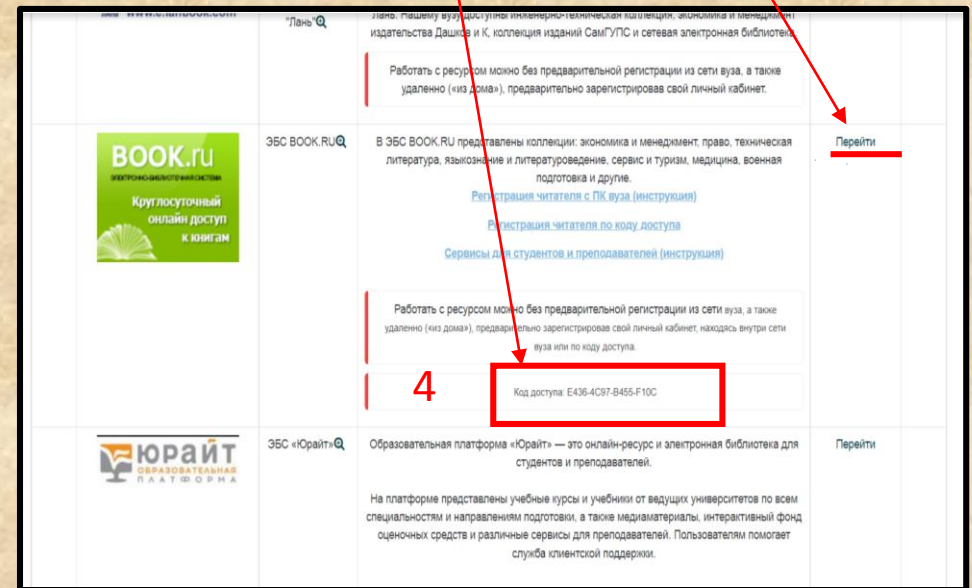 www.e.lanbook.com
"Лань"
Лань. Нашему вузу доступны инженерно-техническая коллекция, экономика и менеджмент
издательства Дашков и К, коллекция изданий СамГУПС и сетевая электронная библиотека.
Работать с ресурсом можно без предварительной регистрации из сети вуза, а также
удаленно («из дома»), предварительно зарегистрировав свой личный кабинет.
BOOK.ru
ЭЛЕКТРОННО-БИБЛИОТЕЧНАЯ СИСТЕМА
Круглосуточный
онлайн доступ
к книгам
ЭБС BOOK.RU
В ЭБС BOOK.RU представлены коллекции: экономика и менеджмент, право, техническая
литература, языкознание и литературоведение, сервис и туризм, медицина, военная
подготовка и другие.
Регистрация читателя с ПК вуза (инструкция)
Регистрация читателя по коду доступа
Сервисы для студентов и преподавателей (инструкция)
Перейти
Работать с ресурсом можно без предварительной регистрации из сети вуза, а также
удаленно («из дома»), предварительно зарегистрировав свой личный кабинет, находясь внутри сети
вуза или по коду доступа.
4
Код доступа: E436-4C97-B455-F10C
ЮРАЙТ
ОБРАЗОВАТЕЛЬНАЯ
ПЛАТФОРМА
ЭБС «Юрайт»
Образовательная платформа «Юрайт» — это онлайн-ресурс и электронная библиотека для
студентов и преподавателей.
Перейти
На платформе представлены учебные курсы и учебники от ведущих университетов по всем
специальностям и направлениям подготовки, а также медиаматериалы, интерактивный фонд
оценочных средств и различные сервисы для преподавателей. Пользователям помогает
служба клиентской поддержки.